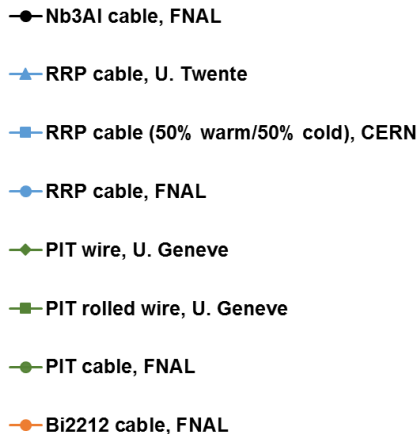 Nb3Al cable, FNAL
RRP cable, U. Twente
RRP cable (50% warm/50% cold), CERN
RRP cable, FNAL
PIT wire, U. Geneve
PIT rolled wire, U. Geneve
PIT cable, FNAL
Bi2212 cable, FNAL